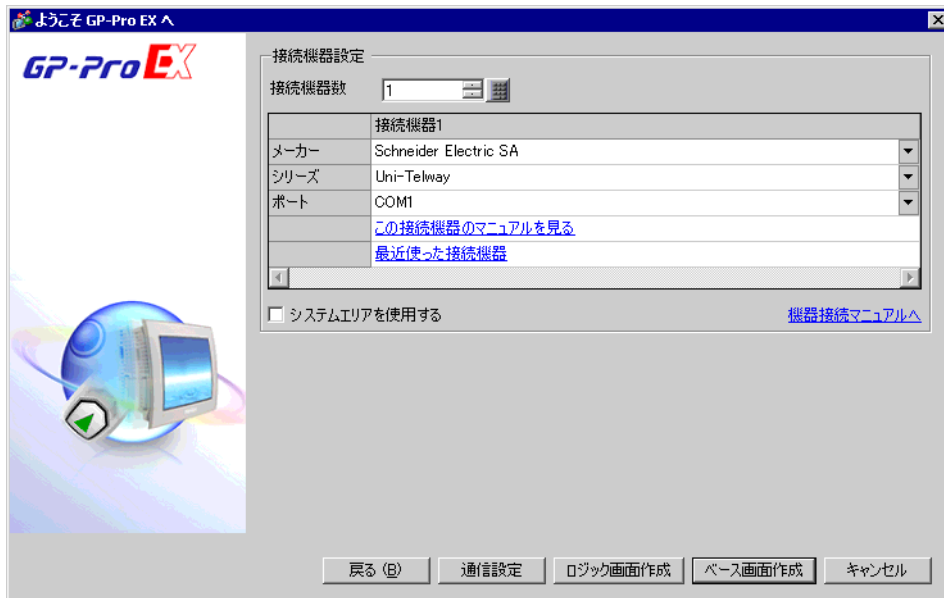 ようこそ GP-Pro EX へ
GP-Pro EX
接続機器設定
接続機器数 1
接続機器1
メーカー Schneider Electric SA
シリーズ Uni-Telway
ポート COM1
この接続機器のマニュアルを見る
最近使った接続機器
システムエリアを使用する 機器接続マニュアルへ
戻る (B) 通信設定 ロジック画面作成 ベース画面作成 キャンセル